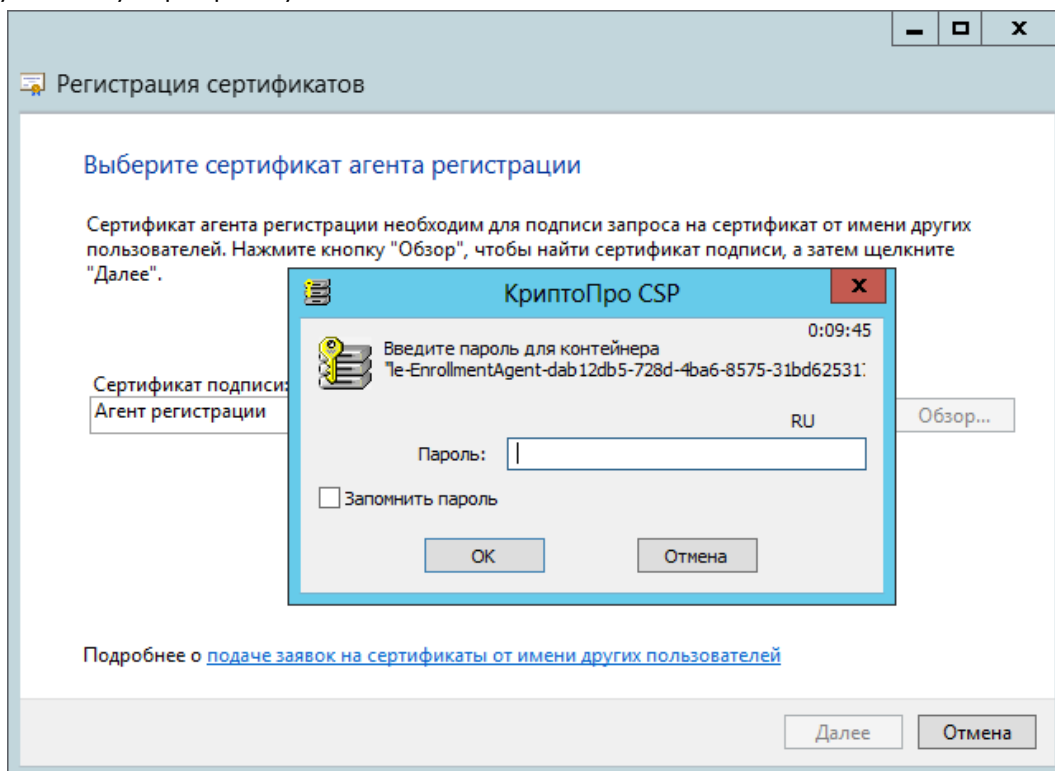 Регистрация сертификатов
Выберите сертификат агента регистрации
Сертификат агента регистрации необходим для подписи запроса на сертификат от имени других
пользователей. Нажмите кнопку "Обзор", чтобы найти сертификат подписи, а затем щелкните
"Далее".
КриптоПро CSP
0:09:45
Введите пароль для контейнера
"le-EnrollmentAgent-dab12db5-728d-4ba6-8575-31bd62531
Сертификат подписи:
Агент регистрации
Обзор...
RU
Пароль:
Запомнить пароль
OK
Отмена
Подробнее о подаче заявок на сертификаты от имени других пользователей
Далее
Отмена